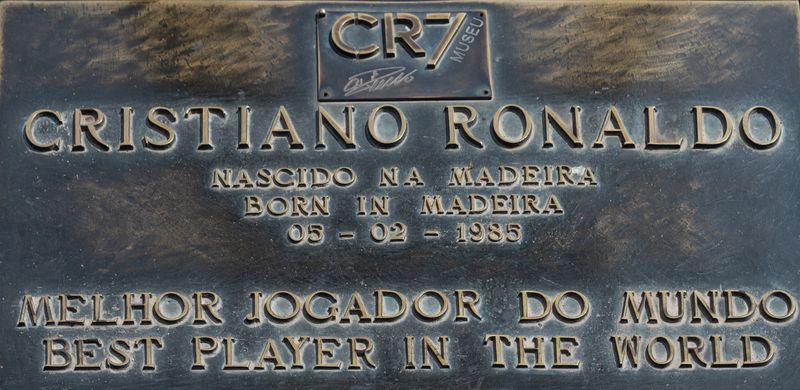 CR7 MUSEU
CRISTIANO RONALDO
NASCIDO NA MADEIRA
BORN IN MADEIRA
05 - 02 - 1985
MELHOR JOGADOR DO MUNDO
BEST PLAYER IN THE WORLD